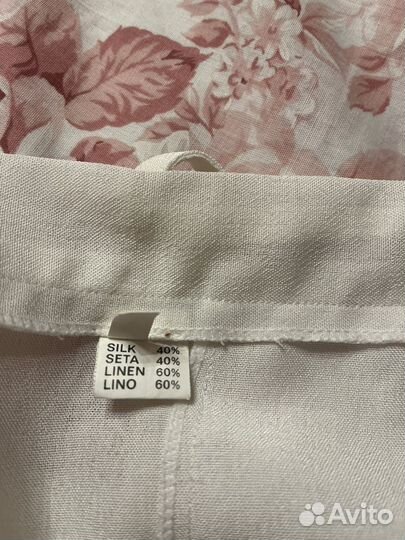 SILK 40%
SETA 40%
LINEN 60%
LINO 60%
Avito